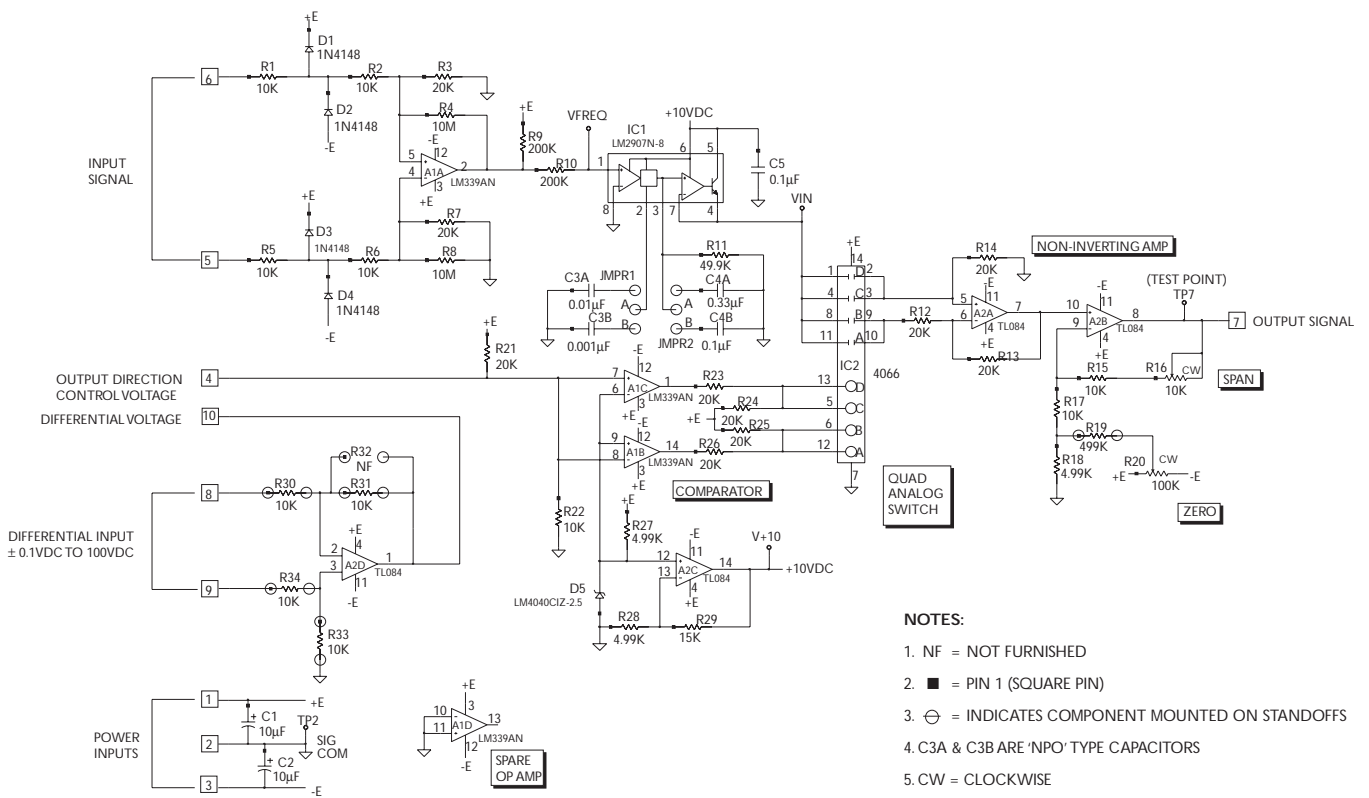 +E
D1
1N4148
R1
10K
R2
10K
R3
20K
6
D2
1N4148
-E
R4
10M
+E
R9
200K
VFREQ
+10VDC
IC1
LM2907N-8
6
5
INPUT
SIGNAL
-E
12
5
4
A1A
2
LM339AN
3
+E
R10
200K
1
C5
0.1µF
8
2
3
7
4
VIN
+E
D3
1N4148
R7
20K
5
R5
10K
R6
10K
R8
10M
D4
1N4148
-E
R11
49.9K
C3A
0.01µF
JMPR1
A
B
C3B
0.001µF
C4A
0.33µF
A
B
C4B
0.1µF
JMPR2
+E
14
1
D
2
4
C
3
8
B
9
11
A
10
IC2
4066
R12
20K
R14
20K
NON-INVERTING AMP
-E
11
5
6
A2A
7
TL084
4
+E
R13
20K
-E
11
10
9
A2B
8
TL084
4
+E
(TEST POINT)
TP7
7
OUTPUT SIGNAL
R15
10K
R16
10K
CW
SPAN
R17
10K
R19
499K
R18
4.99K
R20
CW
+E
100K
-E
ZERO
R21
20K
4
OUTPUT DIRECTION
CONTROL VOLTAGE
10
DIFFERENTIAL VOLTAGE
-E
12
7
6
A1C
1
LM339AN
3
+E
R23
20K
13
D
R24
20K
5
C
+E
R25
20K
6
B
-E
12
9
8
A1B
14
LM339AN
3
+E
R26
20K
12
A
7
COMPARATOR
QUAD
ANALOG
SWITCH
R32
NF
8
R30
10K
R31
10K
DIFFERENTIAL INPUT
± 0.1VDC TO 100VDC
+E
4
2
3
A2D
1
TL084
11
-E
9
R34
10K
R33
10K
R22
10K
+E
R27
4.99K
-E
11
12
13
A2C
14
TL084
4
+E
V+10
+10VDC
D5
LM4040CIZ-2.5
R28
4.99K
R29
15K
1
+E
POWER
INPUTS
C1
10µF
+
TP2
2
SIG
COM
C2
10µF
+
3
-E
+E
3
10
11
A1D
13
LM339AN
12
-E
SPARE
OP AMP
NOTES:
1. NF = NOT FURNISHED
2. ■ = PIN 1 (SQUARE PIN)
3. = INDICATES COMPONENT MOUNTED ON STANDOFFS
4. C3A & C3B ARE 'NPO' TYPE CAPACITORS
5. CW = CLOCKWISE